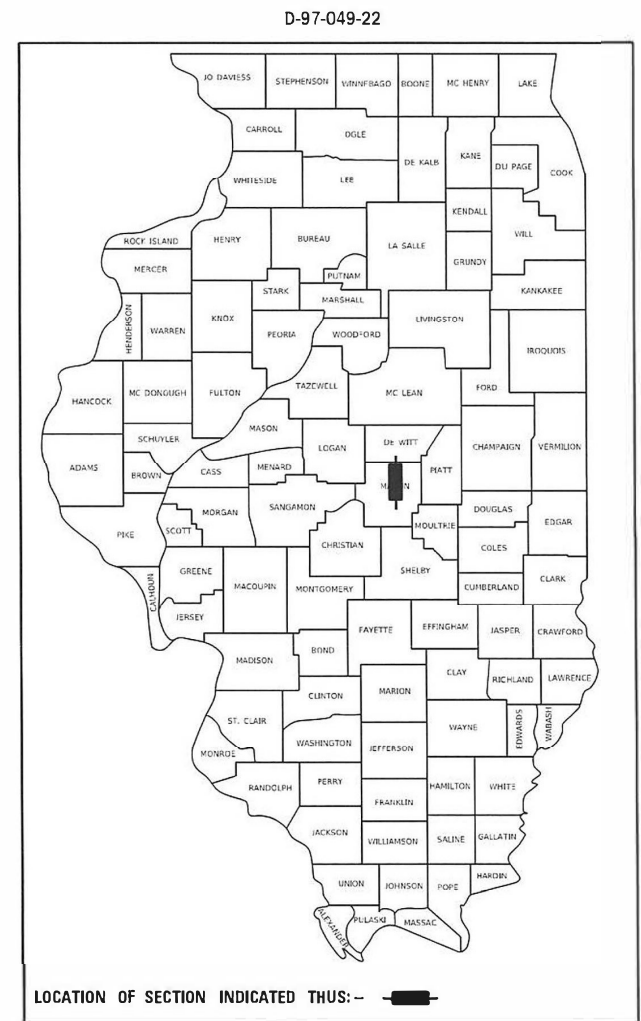 D-97-049-22
JO DAVIESS STEPHENSON WINNEBAGO BOONE MC HENRY LAKE
CARROLL OGLE
DE KALB KANE DU PAGE COOK
WHITESIDE LEE
KENDALL
ROCK ISLAND HENRY BUREAU LA SALLE WILL
MERCER PUTNAM GRUNDY
STARK MARSHALL KANKAKEE
HENDERSON WARREN KNOX PEORIA WOODFORD LIVINGSTON
IROQUOIS
HANCOCK MC DONOUGH FULTON TAZEWELL MC LEAN FORD
SCHUYLER MASON LOGAN DE WITT CHAMPAIGN VERMILION
ADAMS BROWN CASS MENARD PIATT
MORGAN SANGAMON DOUGLAS
PIKE SCOTT CHRISTIAN MOULTRIE EDGAR
COLES
GREENE MACOUPIN MONTGOMERY SHELBY CUMBERLAND CLARK
CALHOUN JERSEY
FAYETTE EFFINGHAM JASPER CRAWFORD
MADISON BOND
CLINTON MARION CLAY RICHLAND LAWRENCE
ST. CLAIR WAYNE EDWARDS WABASH
MONROE WASHINGTON JEFFERSON
RANDOLPH PERRY HAMILTON WHITE
FRANKLIN
JACKSON WILLIAMSON SALINE GALLATIN
UNION JOHNSON POPE HARDIN
ALEXANDER PULASKI MASSAC
LOCATION OF SECTION INDICATED THUS:-